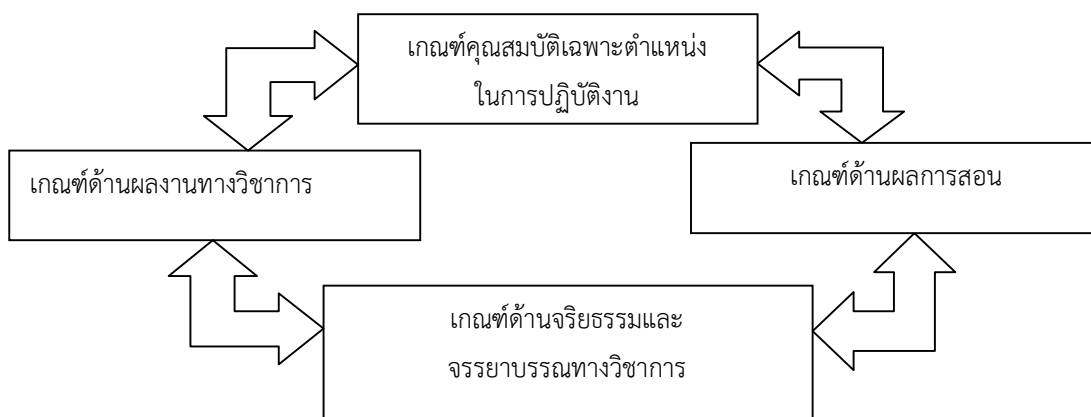 เกณฑ์คุณสมบัติเฉพาะตำแหน่ง
ในการปฏิบัติงาน
เกณฑ์ด้านผลงานทางวิชาการ
เกณฑ์ด้านผลการสอน
เกณฑ์ด้านจริยธรรมและ
จรรยาบรรณทางวิชาการ